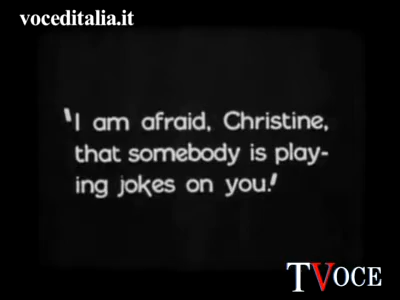 voceditalia.it
"I am afraid, Christine,
that somebody is play-
ing jokes on you."
TVOCE